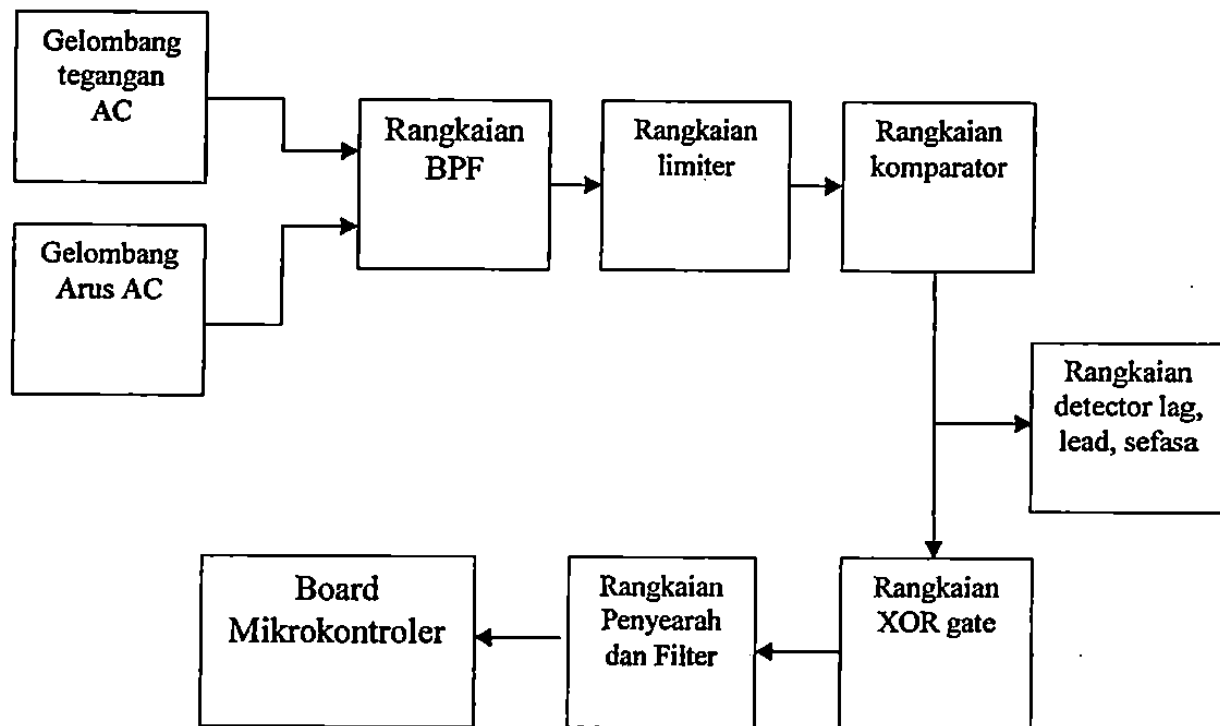 Gelombang
tegangan
AC
Gelombang
Arus AC
Rangkaian
BPF
Rangkaian
limiter
Rangkaian
komparator
Rangkaian
detector lag,
lead, sefasa
Rangkaian
XOR gate
Rangkaian
Penyearah
dan Filter
Board
Mikrokontroler